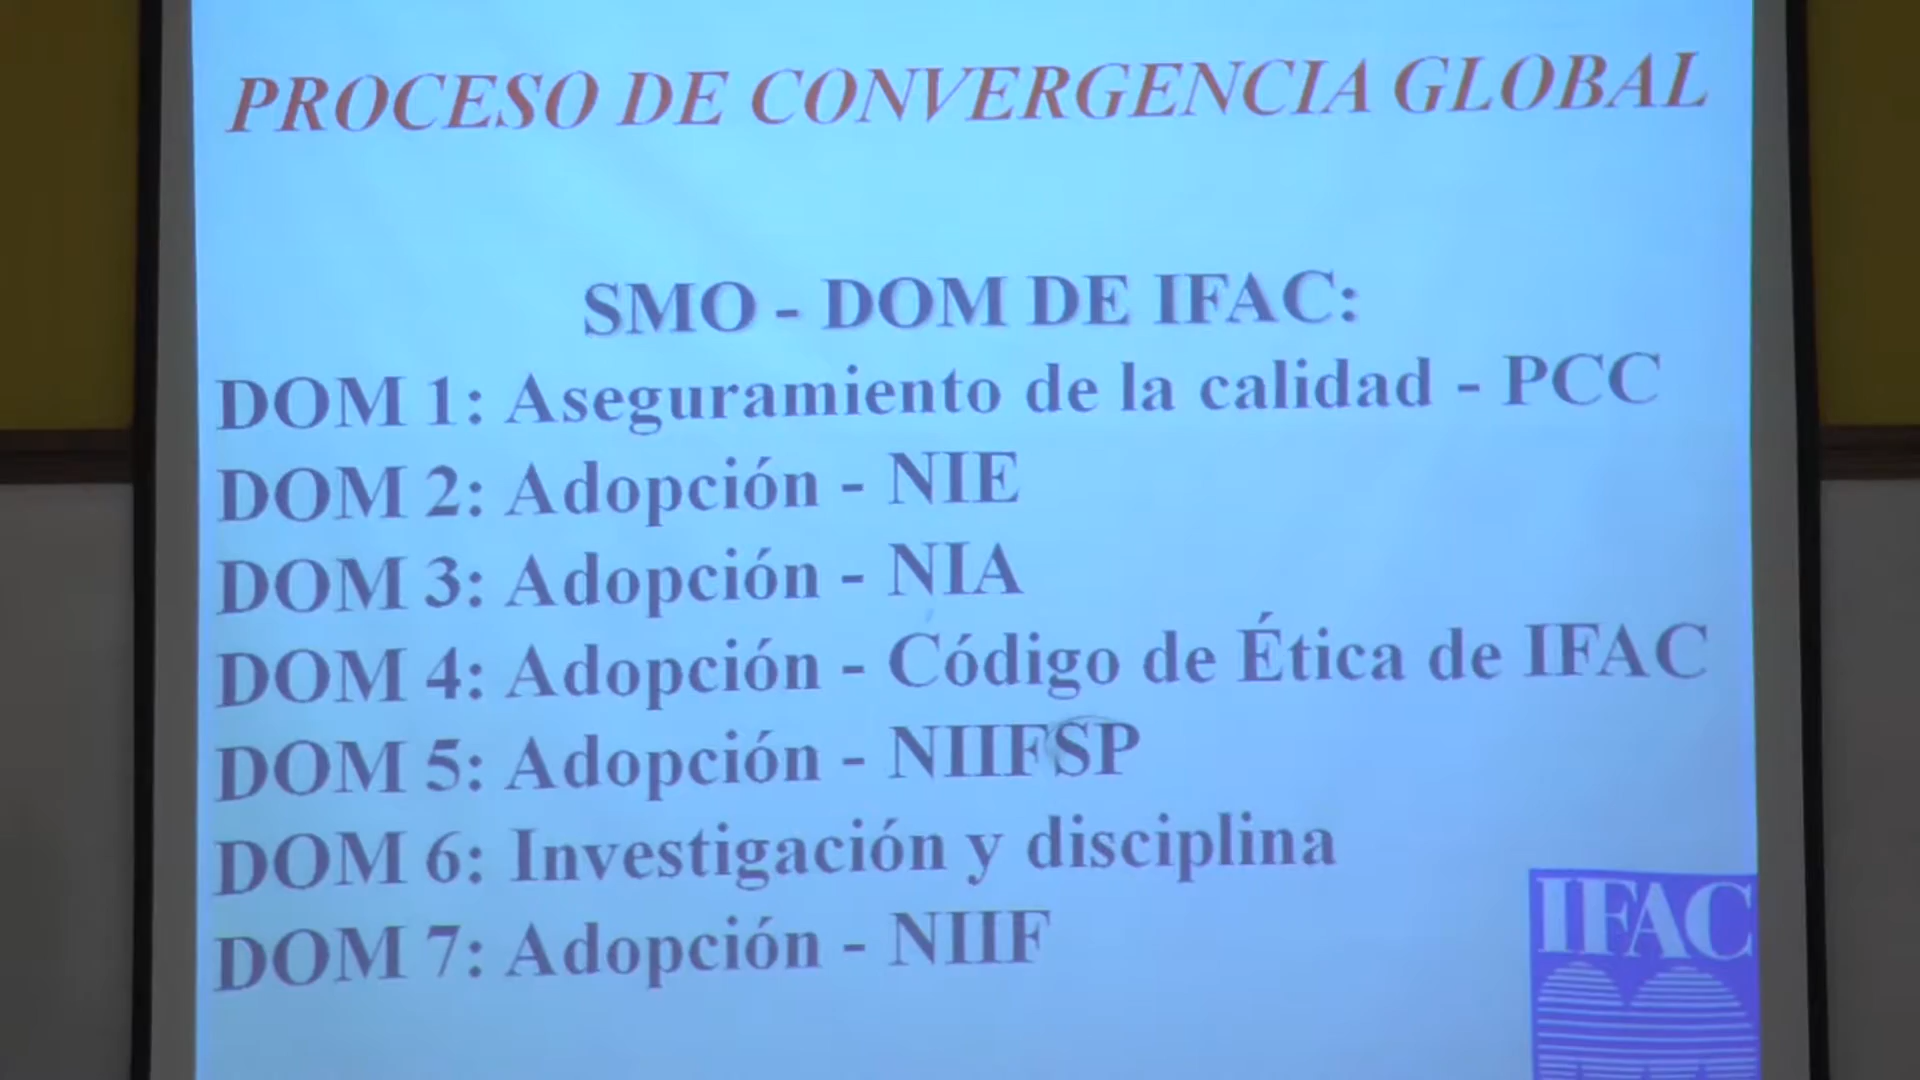 PROCESO DE CONVERGENCIA GLOBAL
SMO - DOM DE IFAC:
DOM 1: Aseguramiento de la calidad - PCC
DOM 2: Adopción - NIE
DOM 3: Adopción - NIA
DOM 4: Adopción - Código de Ética de IFAC
DOM 5: Adopción - NIIFSP
DOM 6: Investigación y disciplina
DOM 7: Adopción - NIIF
IFAC